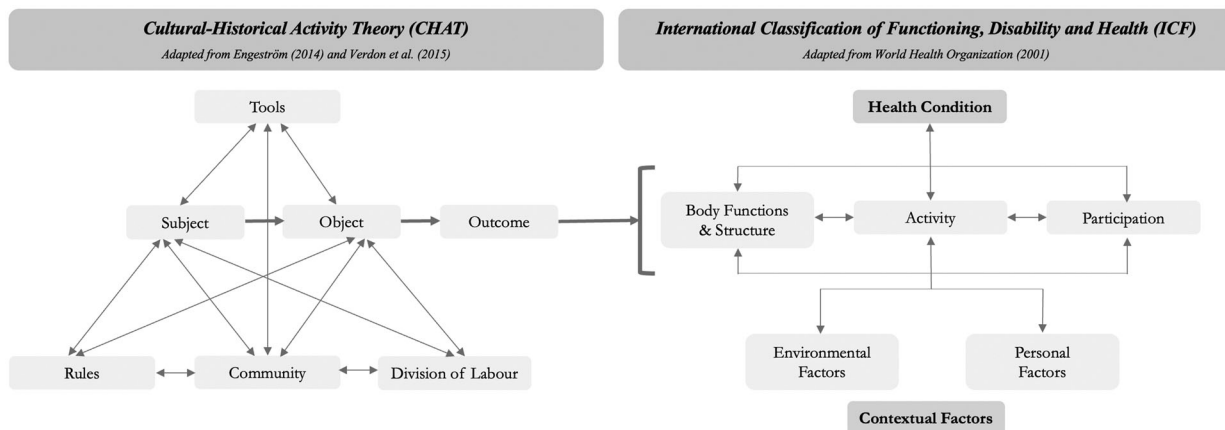 Cultural-Historical Activity Theory (CHAT)
Adapted from Engeström (2014) and Verdon et al. (2015)
International Classification of Functioning, Disability and Health (ICF)
Adapted from World Health Organization (2001)
Tools
Subject
Object
Outcome
Rules
Community
Division of Labour
Health Condition
Body Functions
& Structure
Activity
Participation
Environmental
Factors
Personal
Factors
Contextual Factors